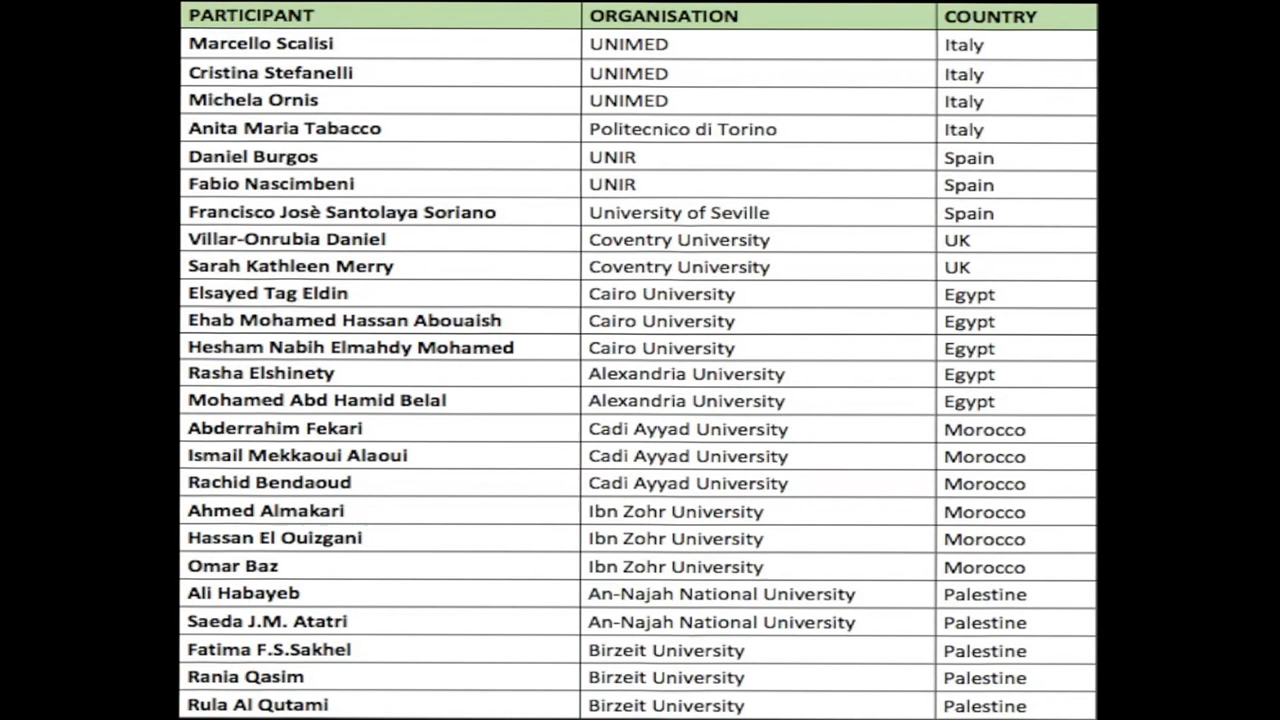 PARTICIPANT ORGANISATION COUNTRY
Marcello Scalisi UNIMED Italy
Cristina Stefanelli UNIMED Italy
Michela Ornis UNIMED Italy
Anita Maria Tabacco Politecnico di Torino Italy
Daniel Burgos UNIR Spain
Fabio Nascimbeni UNIR Spain
Francisco Josè Santolaya Soriano University of Seville Spain
Villar-Onrubia Daniel Coventry University UK
Sarah Kathleen Merry Coventry University UK
Elsayed Tag Eldin Cairo University Egypt
Ehab Mohamed Hassan Abouaish Cairo University Egypt
Hesham Nabih Elmahdy Mohamed Cairo University Egypt
Rasha Elshinety Alexandria University Egypt
Mohamed Abd Hamid Belal Alexandria University Egypt
Abderrahim Fekari Cadi Ayyad University Morocco
Ismail Mekkaoui Alaoui Cadi Ayyad University Morocco
Rachid Bendaoud Cadi Ayyad University Morocco
Ahmed Almakari Ibn Zohr University Morocco
Hassan El Ouizgani Ibn Zohr University Morocco
Omar Baz Ibn Zohr University Morocco
Ali Habayeb An-Najah National University Palestine
Saeda J.M. Atatri An-Najah National University Palestine
Fatima F.S.Sakhel Birzeit University Palestine
Rania Qasim Birzeit University Palestine
Rula Al Qutami Birzeit University Palestine